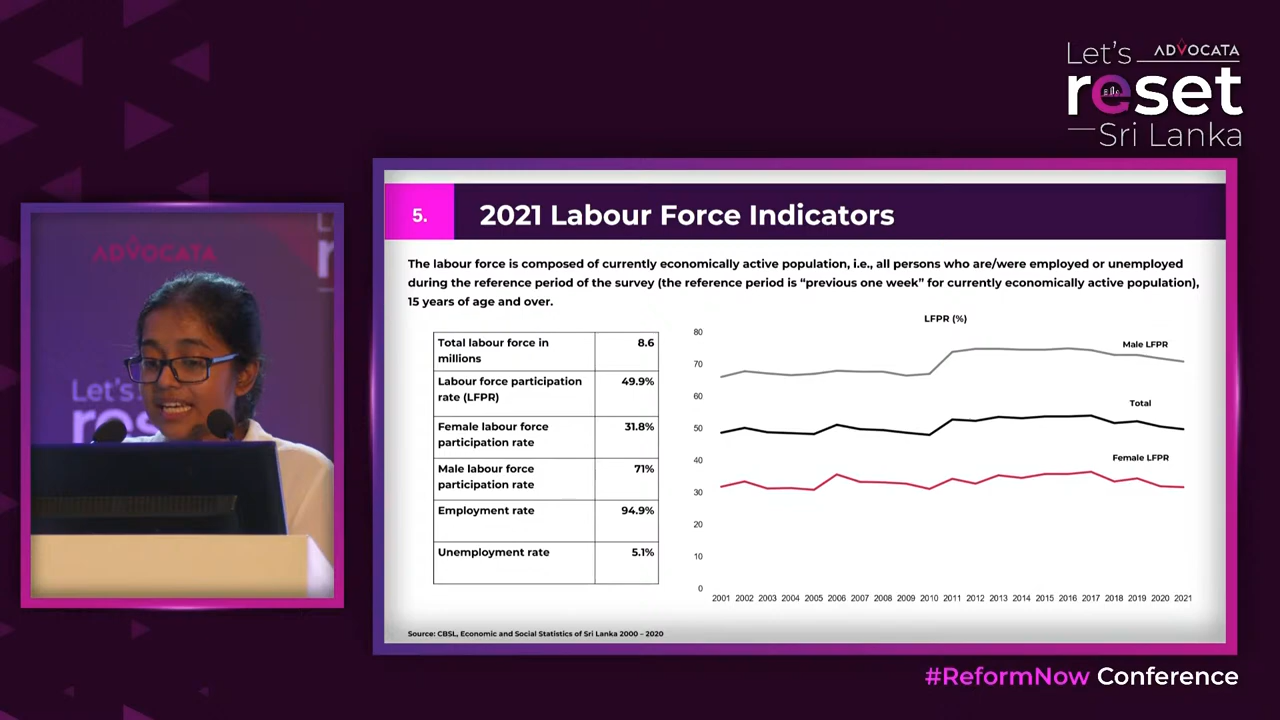 Let's
ADVOCATA
reset
Sri Lanka
ADVOCATA
Let's
5.
2021 Labour Force Indicators
The labour force is composed of currently economically active population, i.e., all persons who are/were employed or unemployed
during the reference period of the survey (the reference period is “previous one week” for currently economically active population),
15 years of age and over.
Total labour force in
millions
8.6
Labour force participation
rate (LFPR)
49.9%
Female labour force
participation rate
31.8%
Male labour force
participation rate
71%
Employment rate
94.9%
Unemployment rate
5.1%
LFPR (%)
80
70
60
50
40
30
20
10
0
Male LFPR
Total
Female LFPR
2001 2002 2003 2004 2005 2006 2007 2008 2009 2010 2011 2012 2013 2014 2015 2016 2017 2018 2019 2020 2021
Source: CBSL, Economic and Social Statistics of Sri Lanka 2000 – 2020
#ReformNow Conference